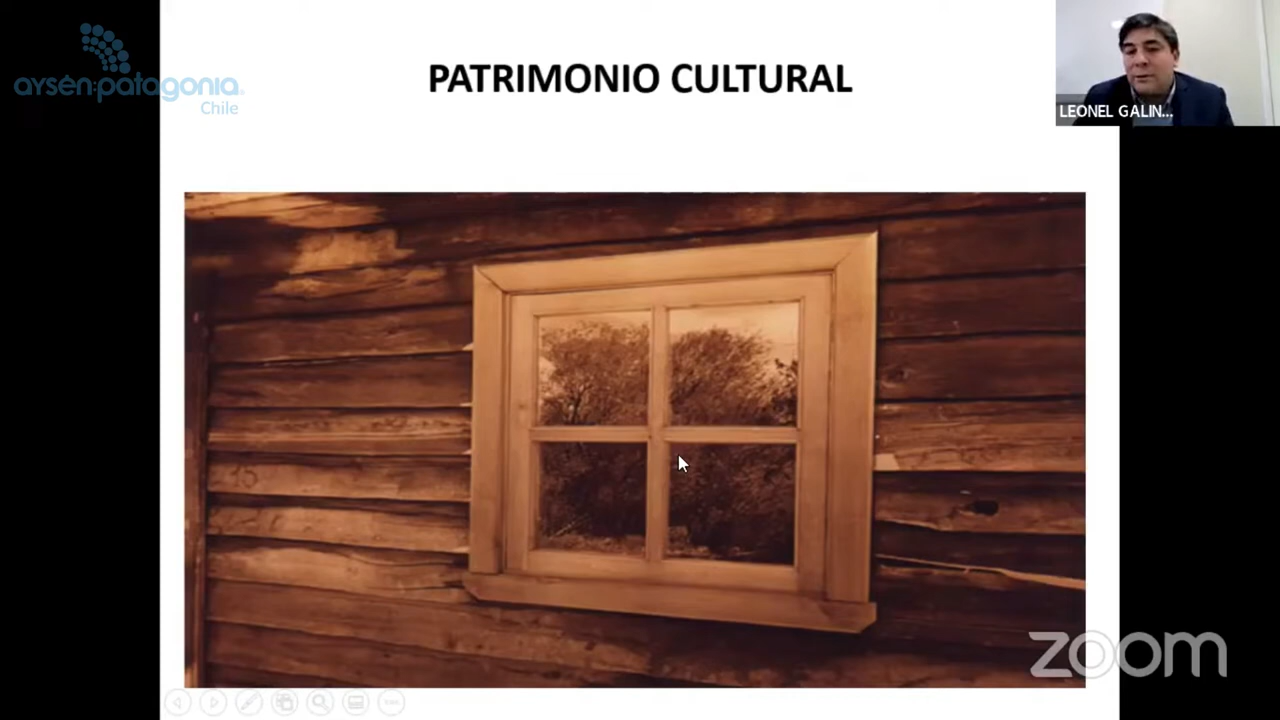 aysén:patagonia
Chile
PATRIMONIO CULTURAL
LEONEL GALIN...
zoom